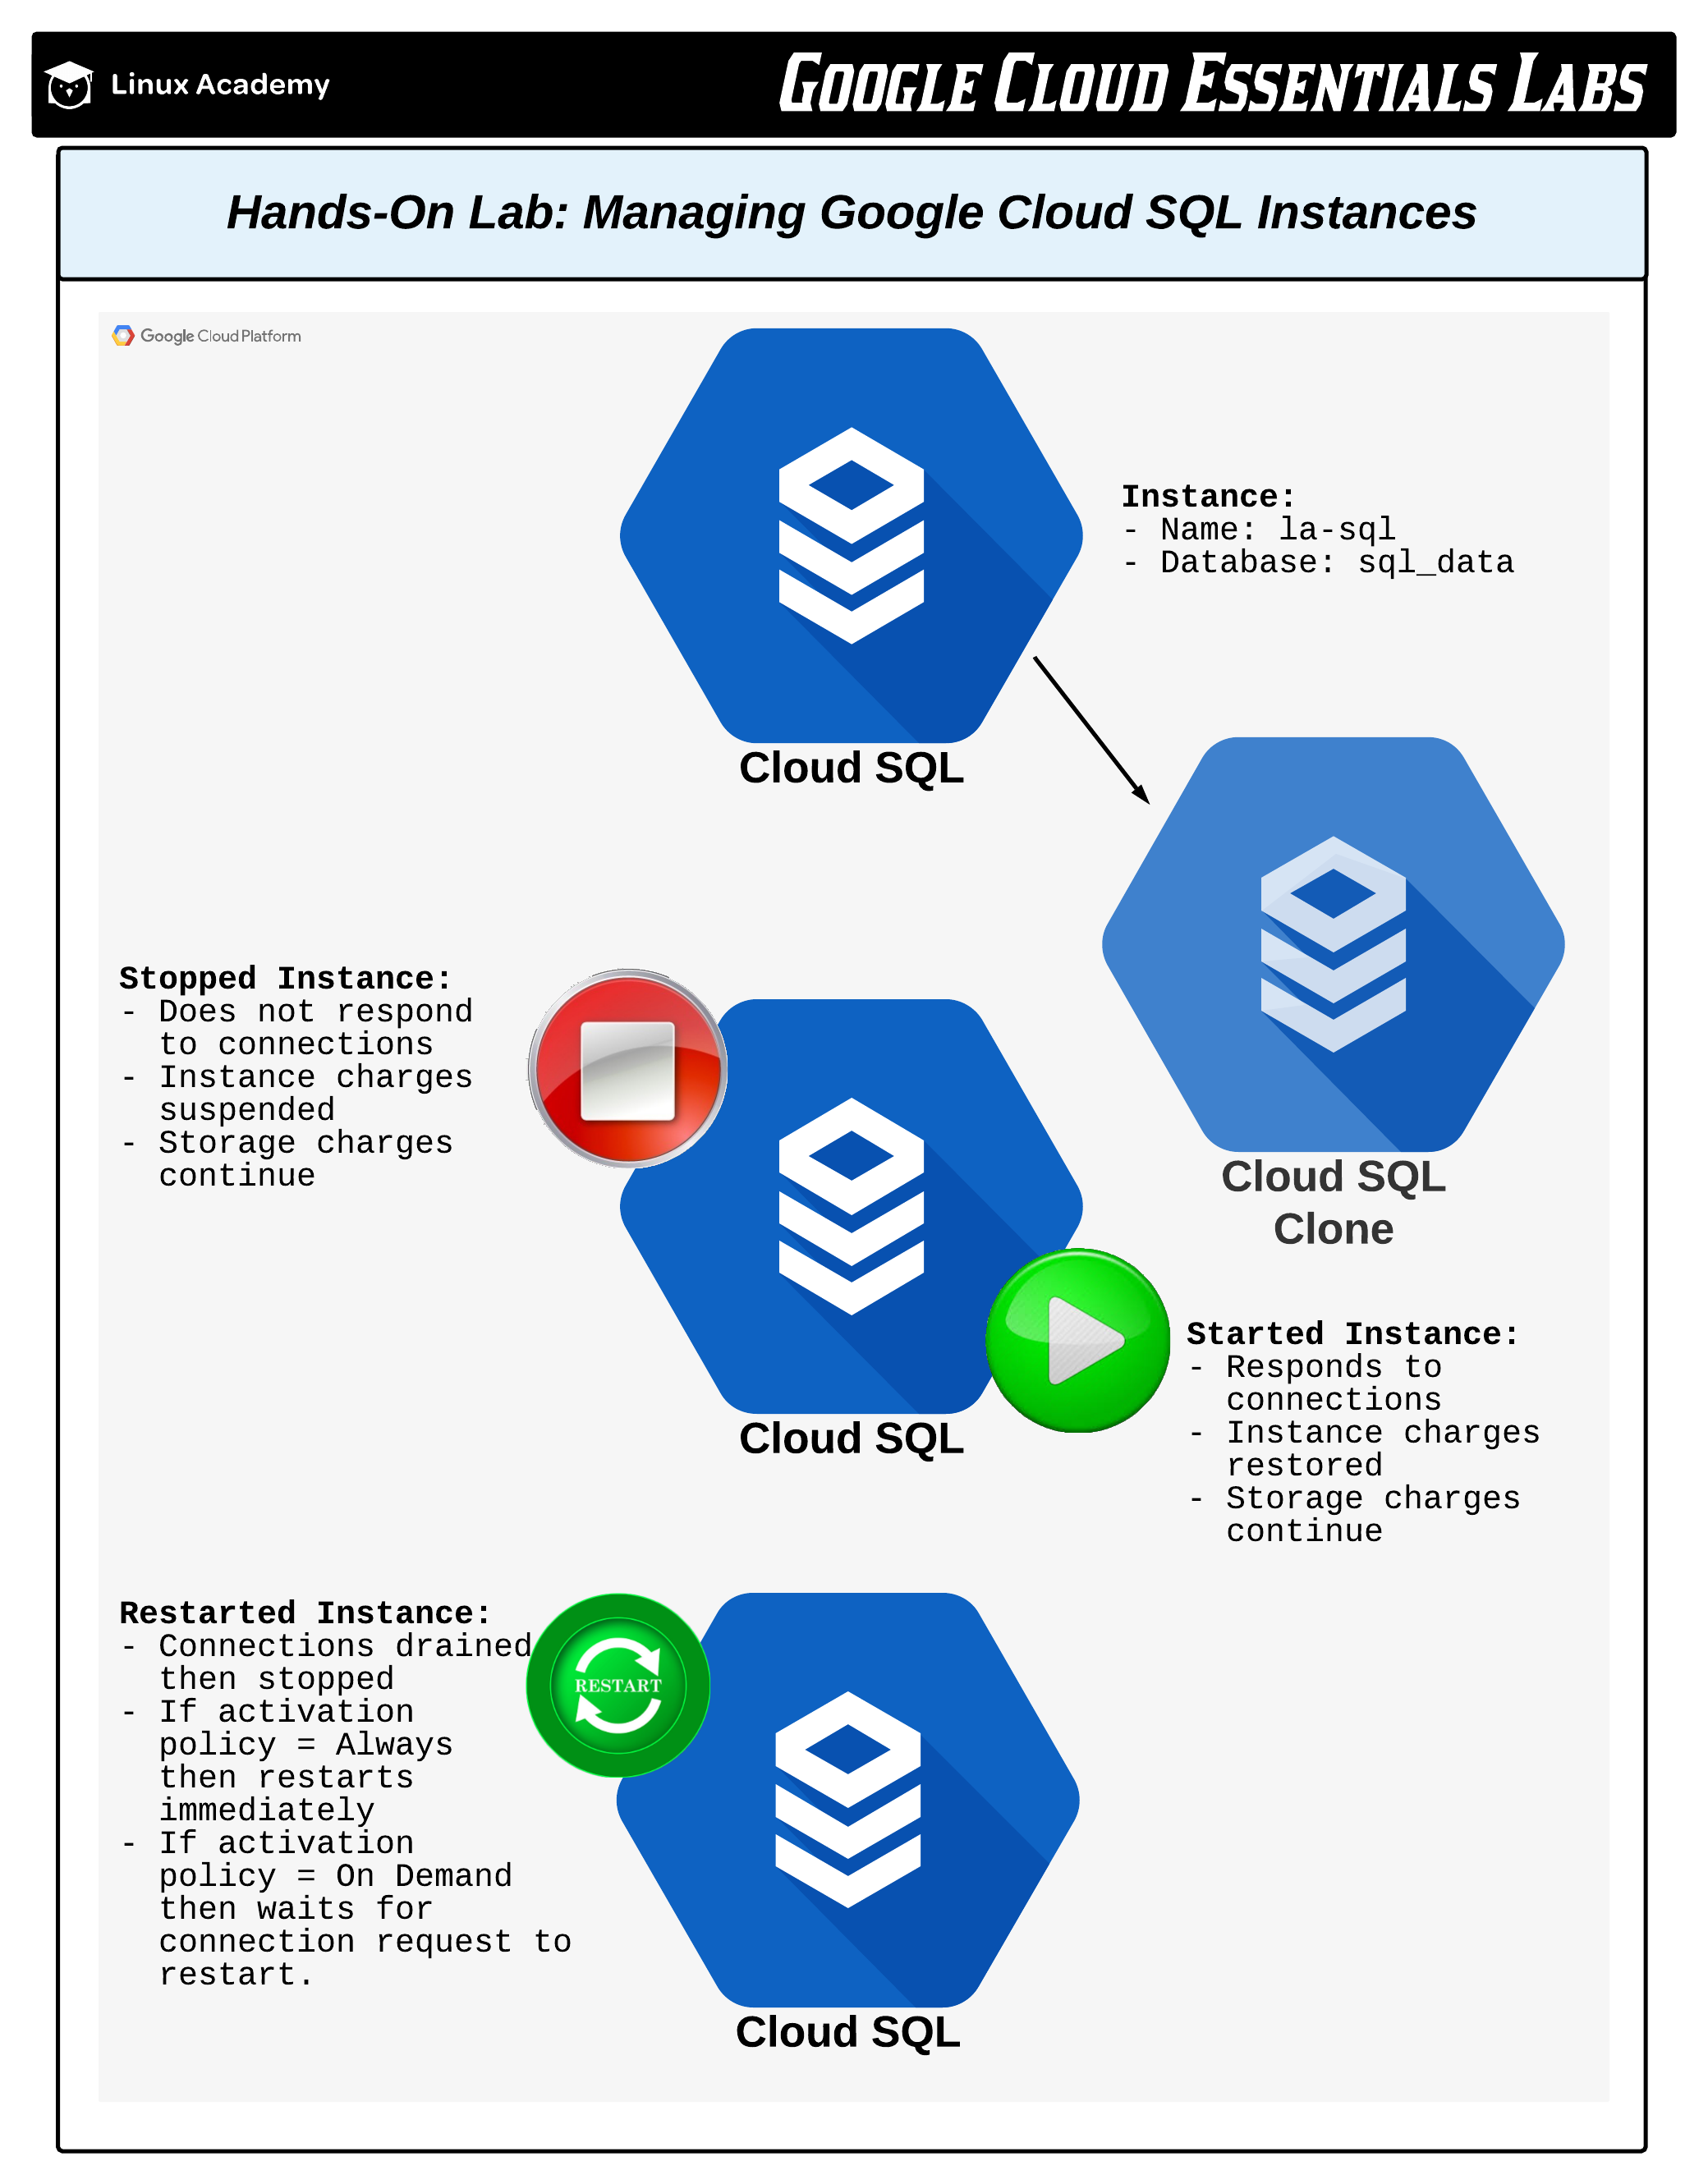 Linux Academy
GOOGLE CLOUD ESSENTIALS LABS
Hands-On Lab: Managing Google Cloud SQL Instances
Google Cloud Platform
Instance:
- Name: la-sql
- Database: sql_data
Cloud SQL
Cloud SQL
Clone
Stopped Instance:
- Does not respond
to connections
- Instance charges
suspended
- Storage charges
continue
Cloud SQL
Started Instance:
- Responds to
connections
- Instance charges
restored
- Storage charges
continue
Restarted Instance:
- Connections drained
then stopped
- If activation
policy = Always
then restarts
immediately
- If activation
policy = On Demand
then waits for
connection request to
restart.
RESTART
Cloud SQL